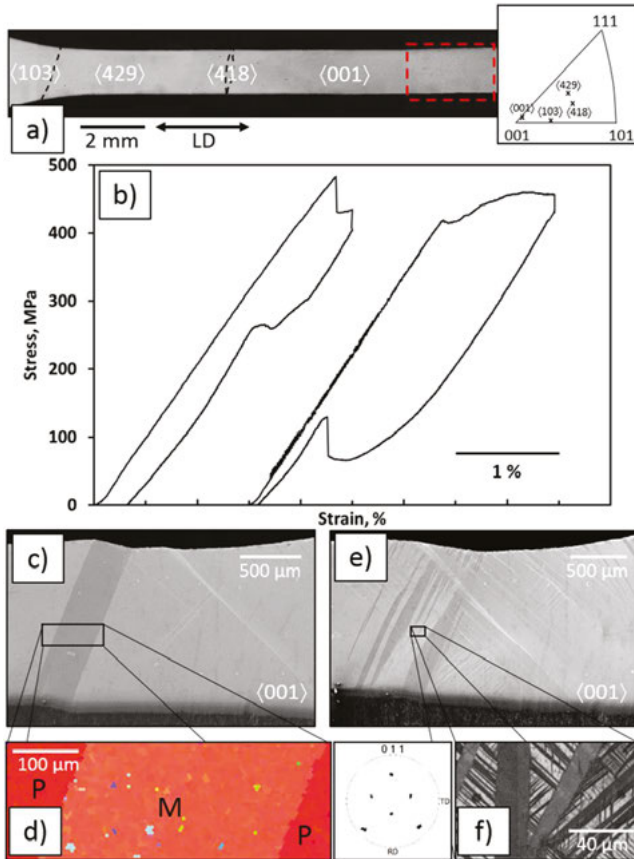 ⟨103⟩ ⟨429⟩ ⟨418⟩ ⟨001⟩
a)
2 mm
LD
111
⟨429⟩
⟨001⟩
⟨103⟩ ⟨418⟩
001
101
b)
500
400
300
200
100
0
Stress, MPa
1 %
Strain, %
c)
500 µm
⟨001⟩
e)
500 µm
⟨001⟩
100 µm
P
M
P
d)
0 1 1
TD
RD
f)
40 µm